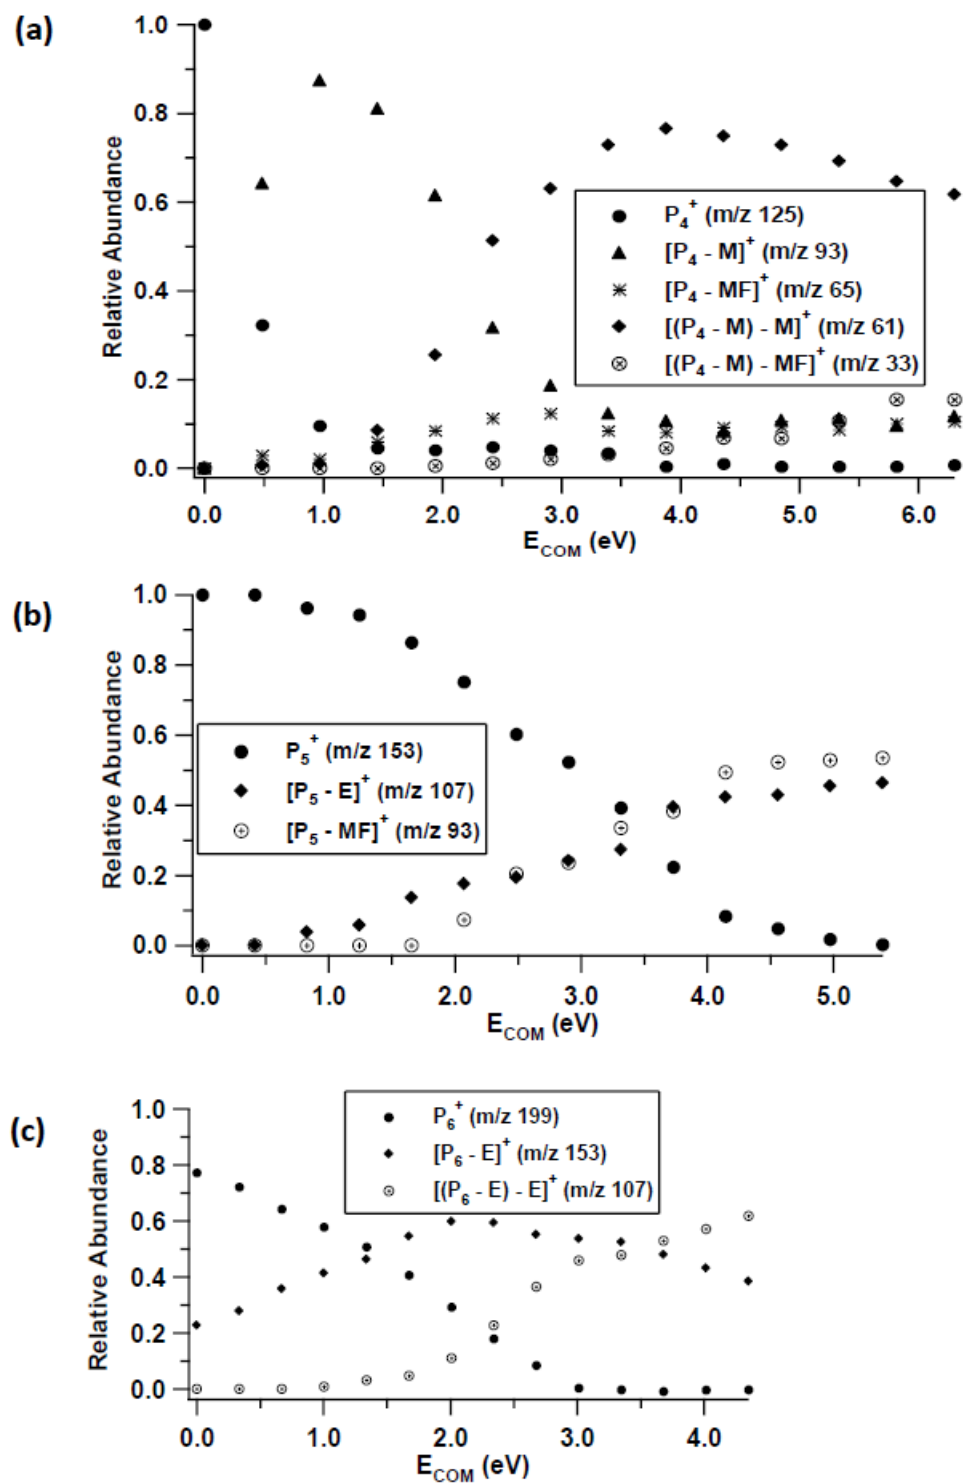 (a)
Relative Abundance
1.0
0.8
0.6
0.4
0.2
0.0
P₄⁺ (m/z 125)
[P₄ - M]⁺ (m/z 93)
[P₄ - MF]⁺ (m/z 65)
[(P₄ - M) - M]⁺ (m/z 61)
[(P₄ - M) - MF]⁺ (m/z 33)
0.0 1.0 2.0 3.0 4.0 5.0 6.0
E_COM (eV)
(b)
Relative Abundance
1.0
0.8
0.6
0.4
0.2
0.0
P₅⁺ (m/z 153)
[P₅ - E]⁺ (m/z 107)
[P₅ - MF]⁺ (m/z 93)
0.0 1.0 2.0 3.0 4.0 5.0
E_COM (eV)
(c)
Relative Abundance
1.0
0.8
0.6
0.4
0.2
0.0
P₆⁺ (m/z 199)
[P₆ - E]⁺ (m/z 153)
[(P₆ - E) - E]⁺ (m/z 107)
0.0 1.0 2.0 3.0 4.0
E_COM (eV)